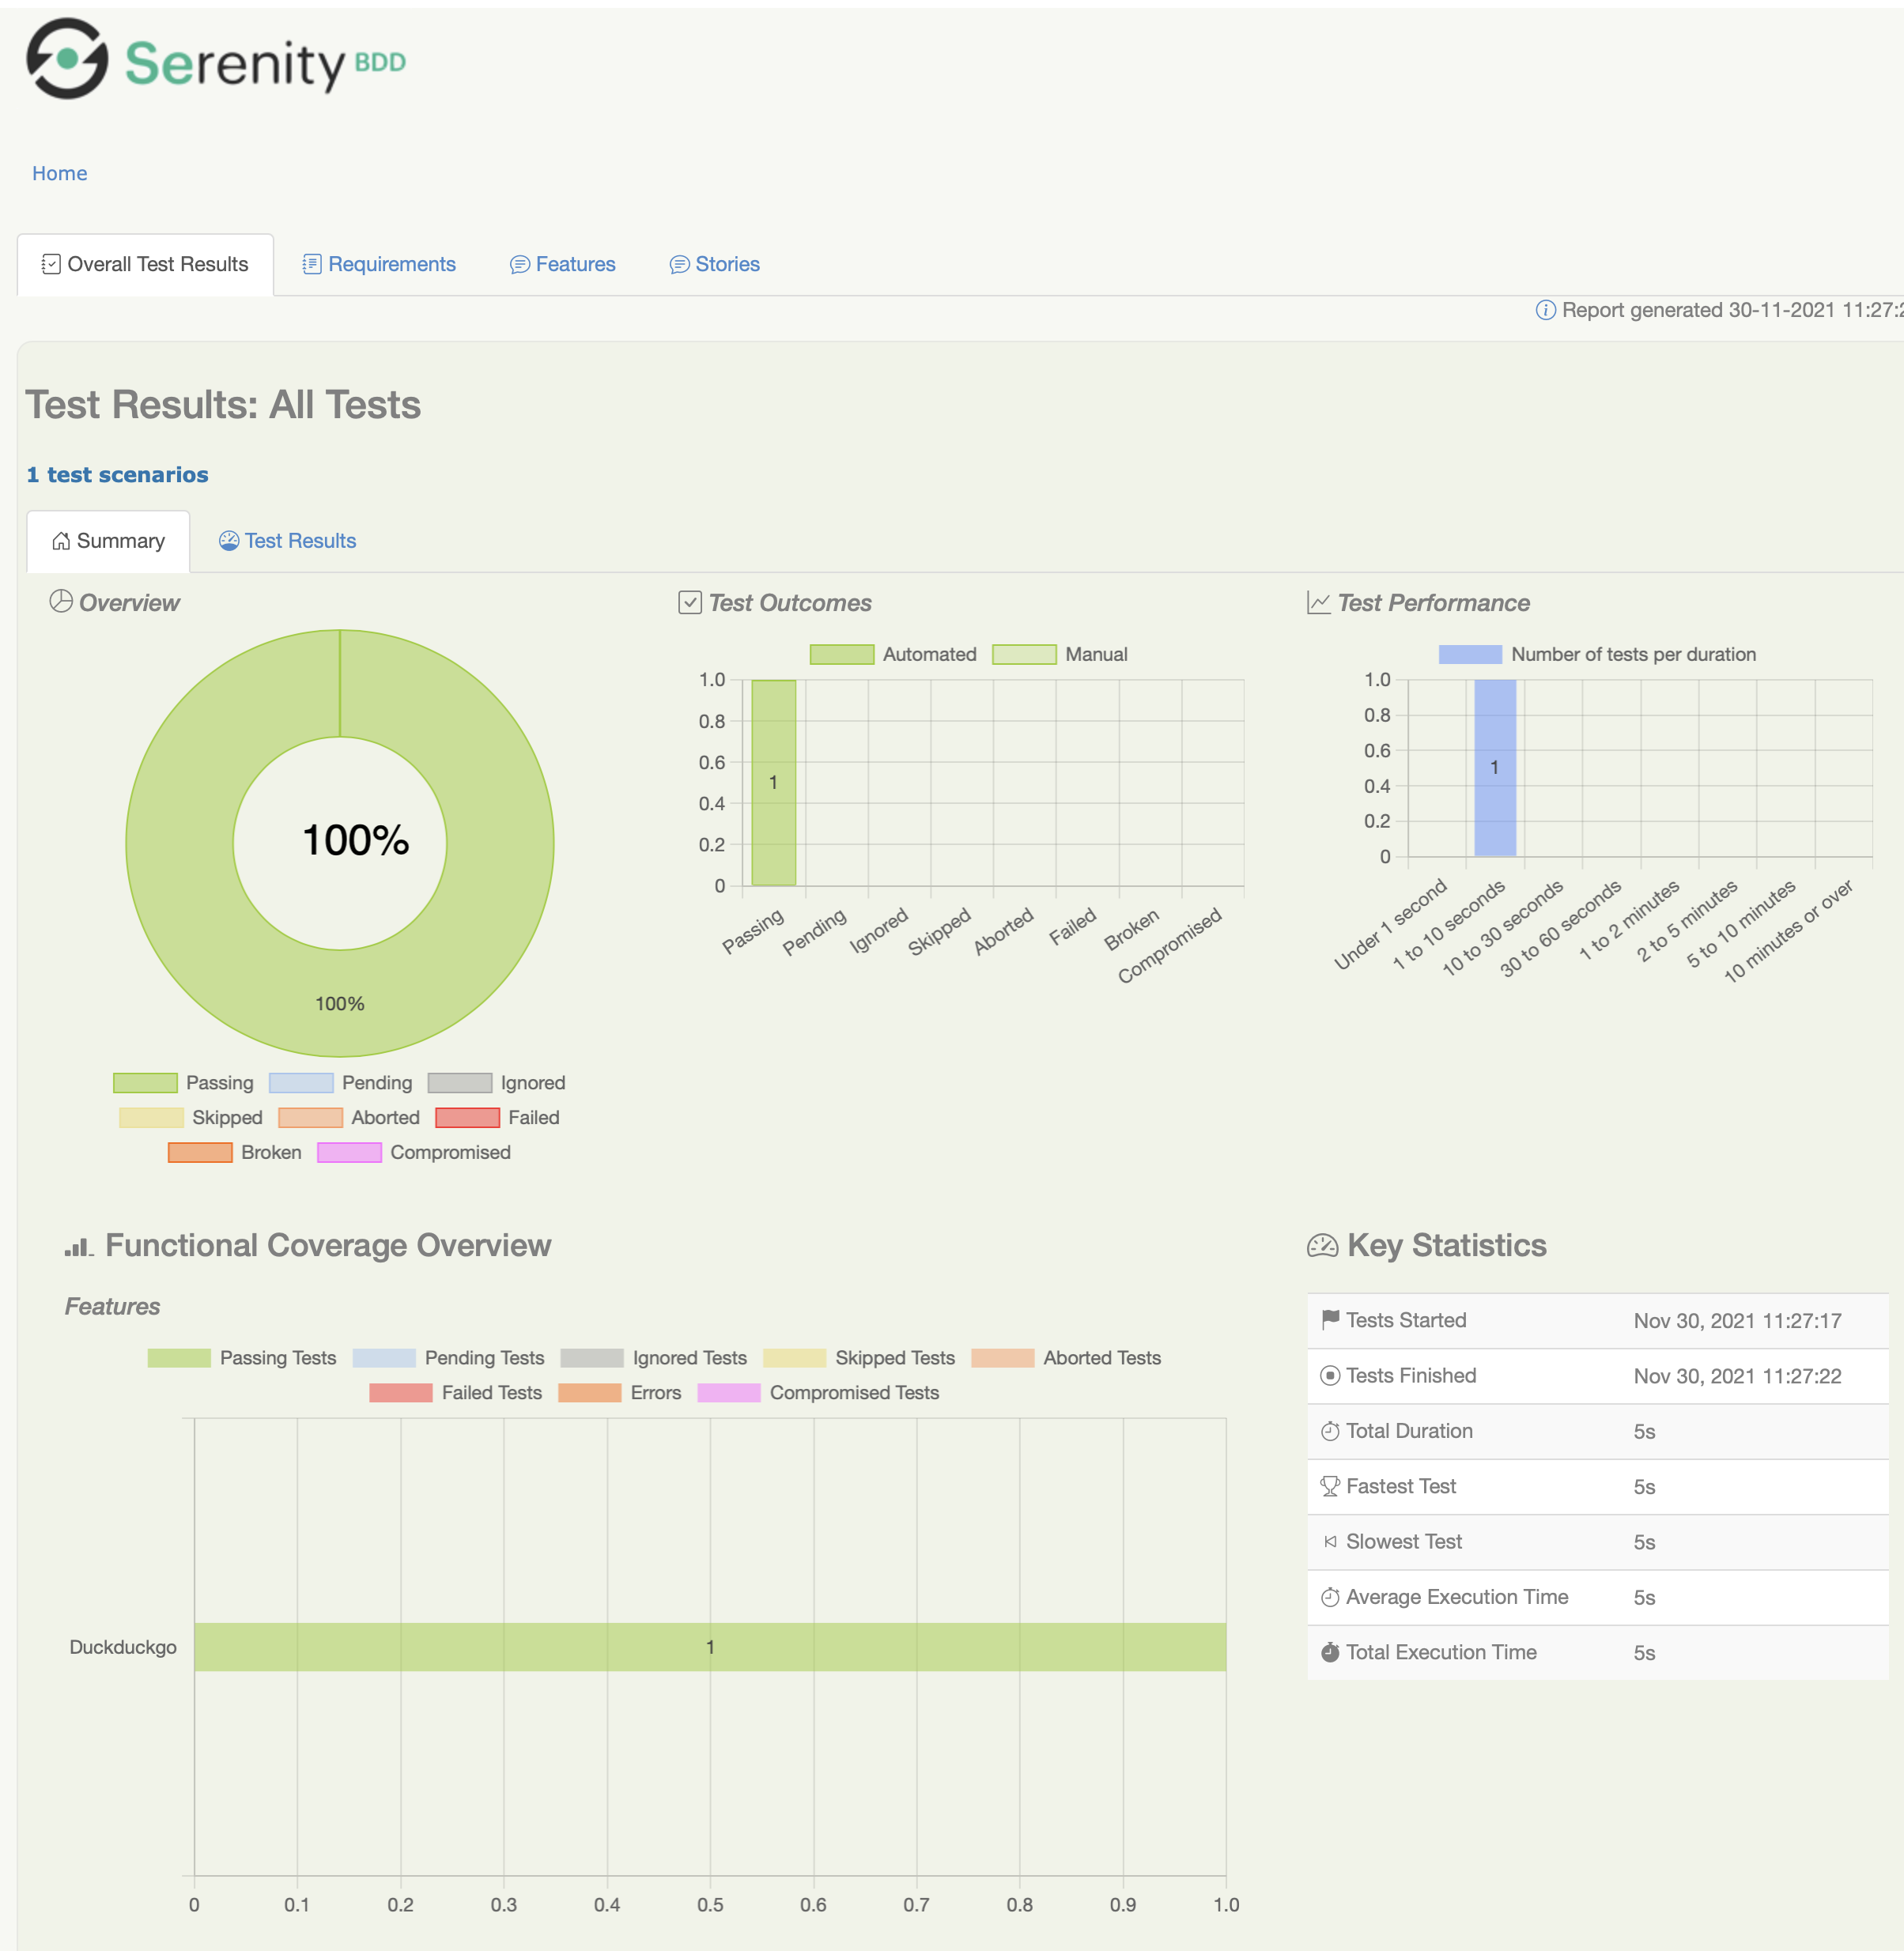 Serenity BDD
Home
Overall Test Results Requirements Features Stories
Report generated 30-11-2021 11:27:2
Test Results: All Tests
1 test scenarios
Summary Test Results
Overview
100%
100%
Passing Pending Ignored
Skipped Aborted Failed
Broken Compromised
Test Outcomes
Automated Manual
1.0
0.8
0.6
0.4
0.2
0
1
Passing Pending Ignored Skipped Aborted Failed Broken Compromised
Test Performance
Number of tests per duration
1.0
0.8
0.6
0.4
0.2
0
1
Under 1 second 1 to 10 seconds 10 to 30 seconds 30 to 60 seconds 1 to 2 minutes 2 to 5 minutes 5 to 10 minutes 10 minutes or over
Functional Coverage Overview
Features
Passing Tests Pending Tests Ignored Tests Skipped Tests Aborted Tests
Failed Tests Errors Compromised Tests
Duckduckgo 1
0 0.1 0.2 0.3 0.4 0.5 0.6 0.7 0.8 0.9 1.0
Key Statistics
Tests Started Nov 30, 2021 11:27:17
Tests Finished Nov 30, 2021 11:27:22
Total Duration 5s
Fastest Test 5s
Slowest Test 5s
Average Execution Time 5s
Total Execution Time 5s